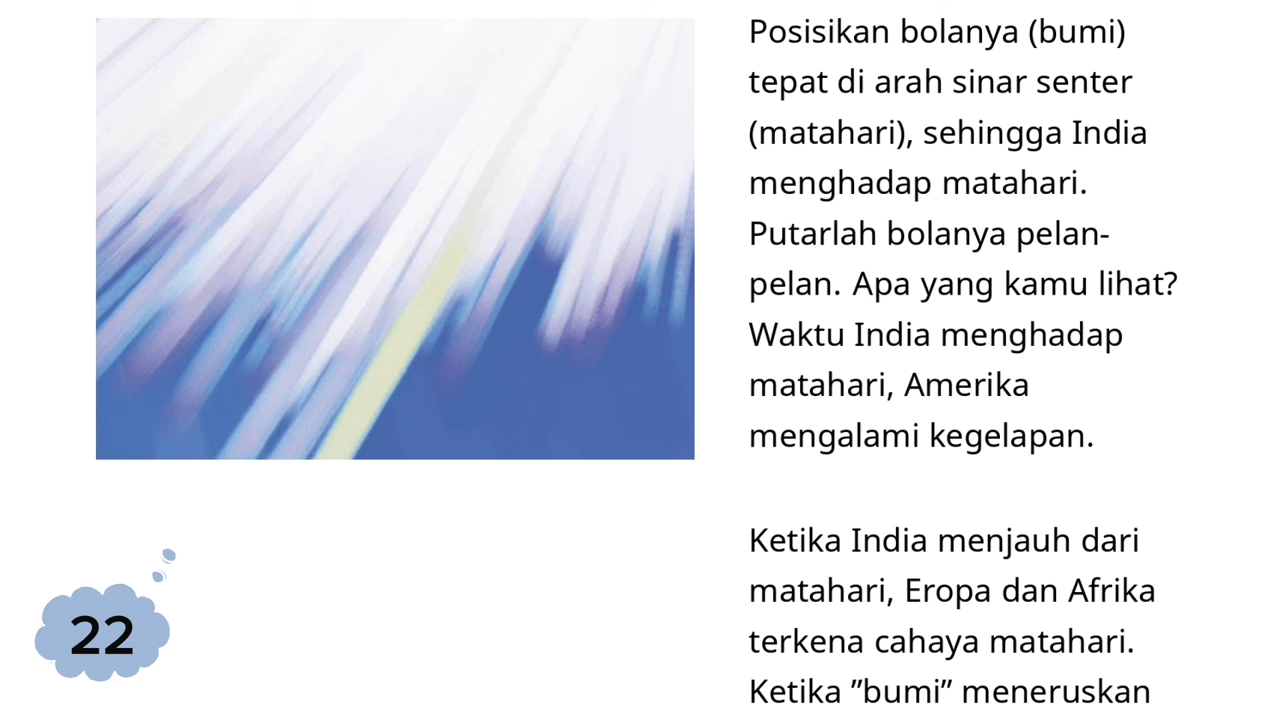 Posisikan bolanya (bumi)
tepat di arah sinar senter
(matahari), sehingga India
menghadap matahari.
Putarlah bolanya pelan-
pelan. Apa yang kamu lihat?
Waktu India menghadap
matahari, Amerika
mengalami kegelapan.
Ketika India menjauh dari
matahari, Eropa dan Afrika
terkena cahaya matahari.
Ketika ”bumi” meneruskan
22